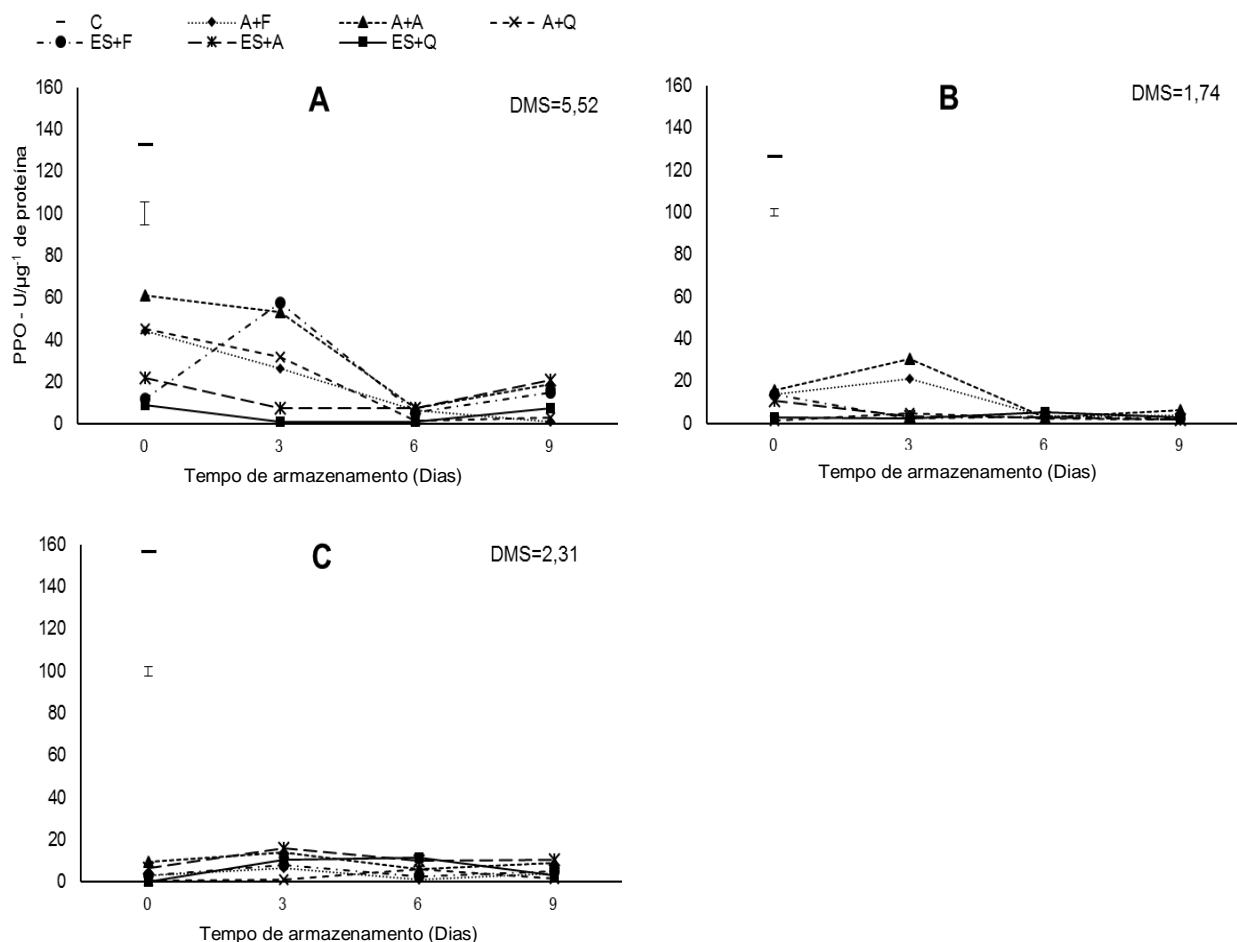 C A+F A+A A+Q
ES+F ES+A ES+Q
A
DMS=5,52
PPO - U/µg⁻¹ de proteína
160
140
120
100
80
60
40
20
0
0 3 6 9
Tempo de armazenamento (Dias)
B
DMS=1,74
160
140
120
100
80
60
40
20
0
0 3 6 9
Tempo de armazenamento (Dias)
C
DMS=2,31
160
140
120
100
80
60
40
20
0
0 3 6 9
Tempo de armazenamento (Dias)